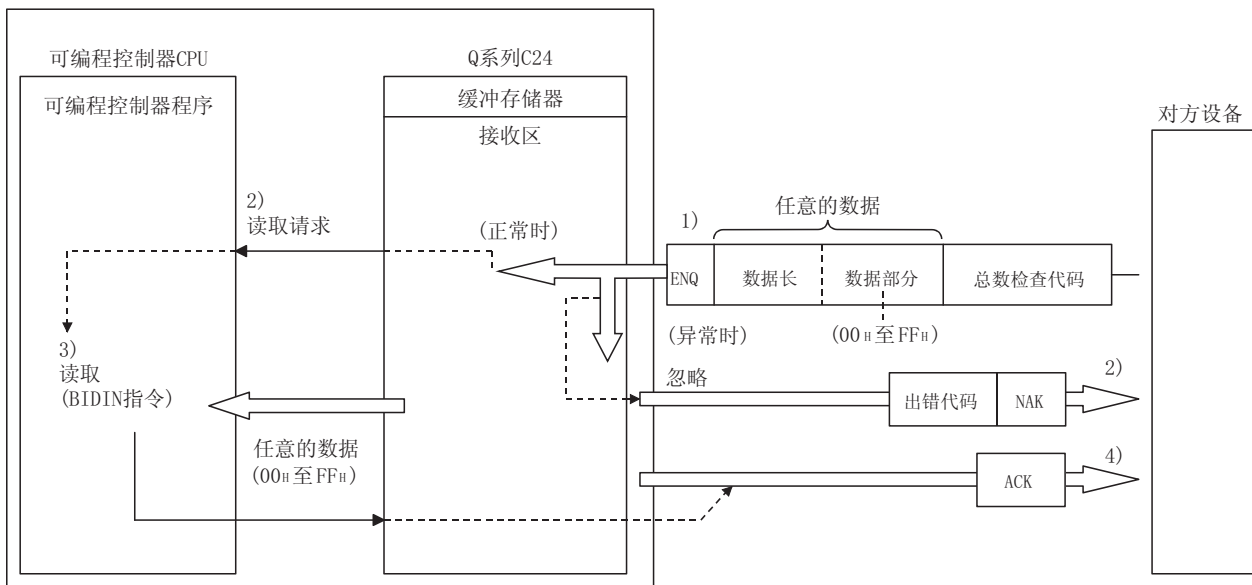 可编程控制器CPU
Q系列C24
可编程控制器程序
缓冲存储器
接收区
对方设备
2)
读取请求
(正常时)
1)
任意的数据
ENQ
数据长
数据部分
总数检查代码
(异常时)
(00H至FFH)
3)
读取
(BIDIN指令)
忽略
出错代码
NAK
2)
任意的数据
(00H至FFH)
ACK
4)